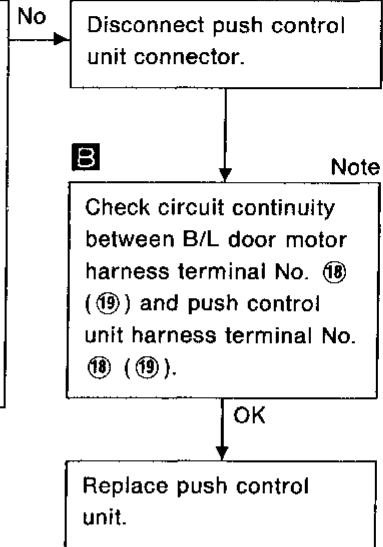 No
Disconnect push control
unit connector.
B
Note
Check circuit continuity
between B/L door motor
harness terminal No. ⑱
(⑲) and push control
unit harness terminal No.
⑱ (⑲).
OK
Replace push control
unit.